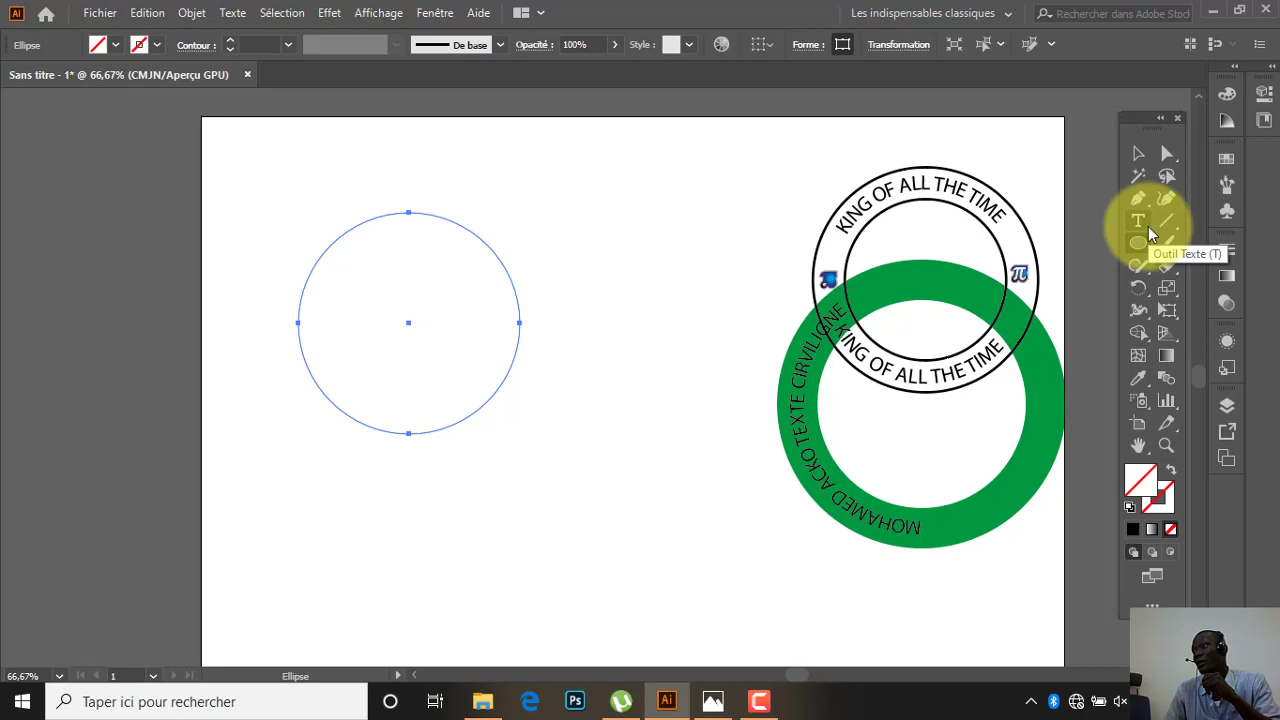 Ai Fichier Edition Objet Texte Sélection Effet Affichage Fenêtre Aide Les indispensables classiques Rechercher dans Adobe Stock
Ellipse Contour : De base Opacité : 100% Style : Forme : Transformation
Sans titre - 1* @ 66,67% (CMJN/Aperçu GPU) ×
KING OF ALL THE TIME
T
Outil Texte (T)
π
KING OF ALL THE TIME
MOHAMED ACKO TEXTE CIRVILIGNE
66,67% 1 Ellipse
Taper ici pour rechercher Ps Ai